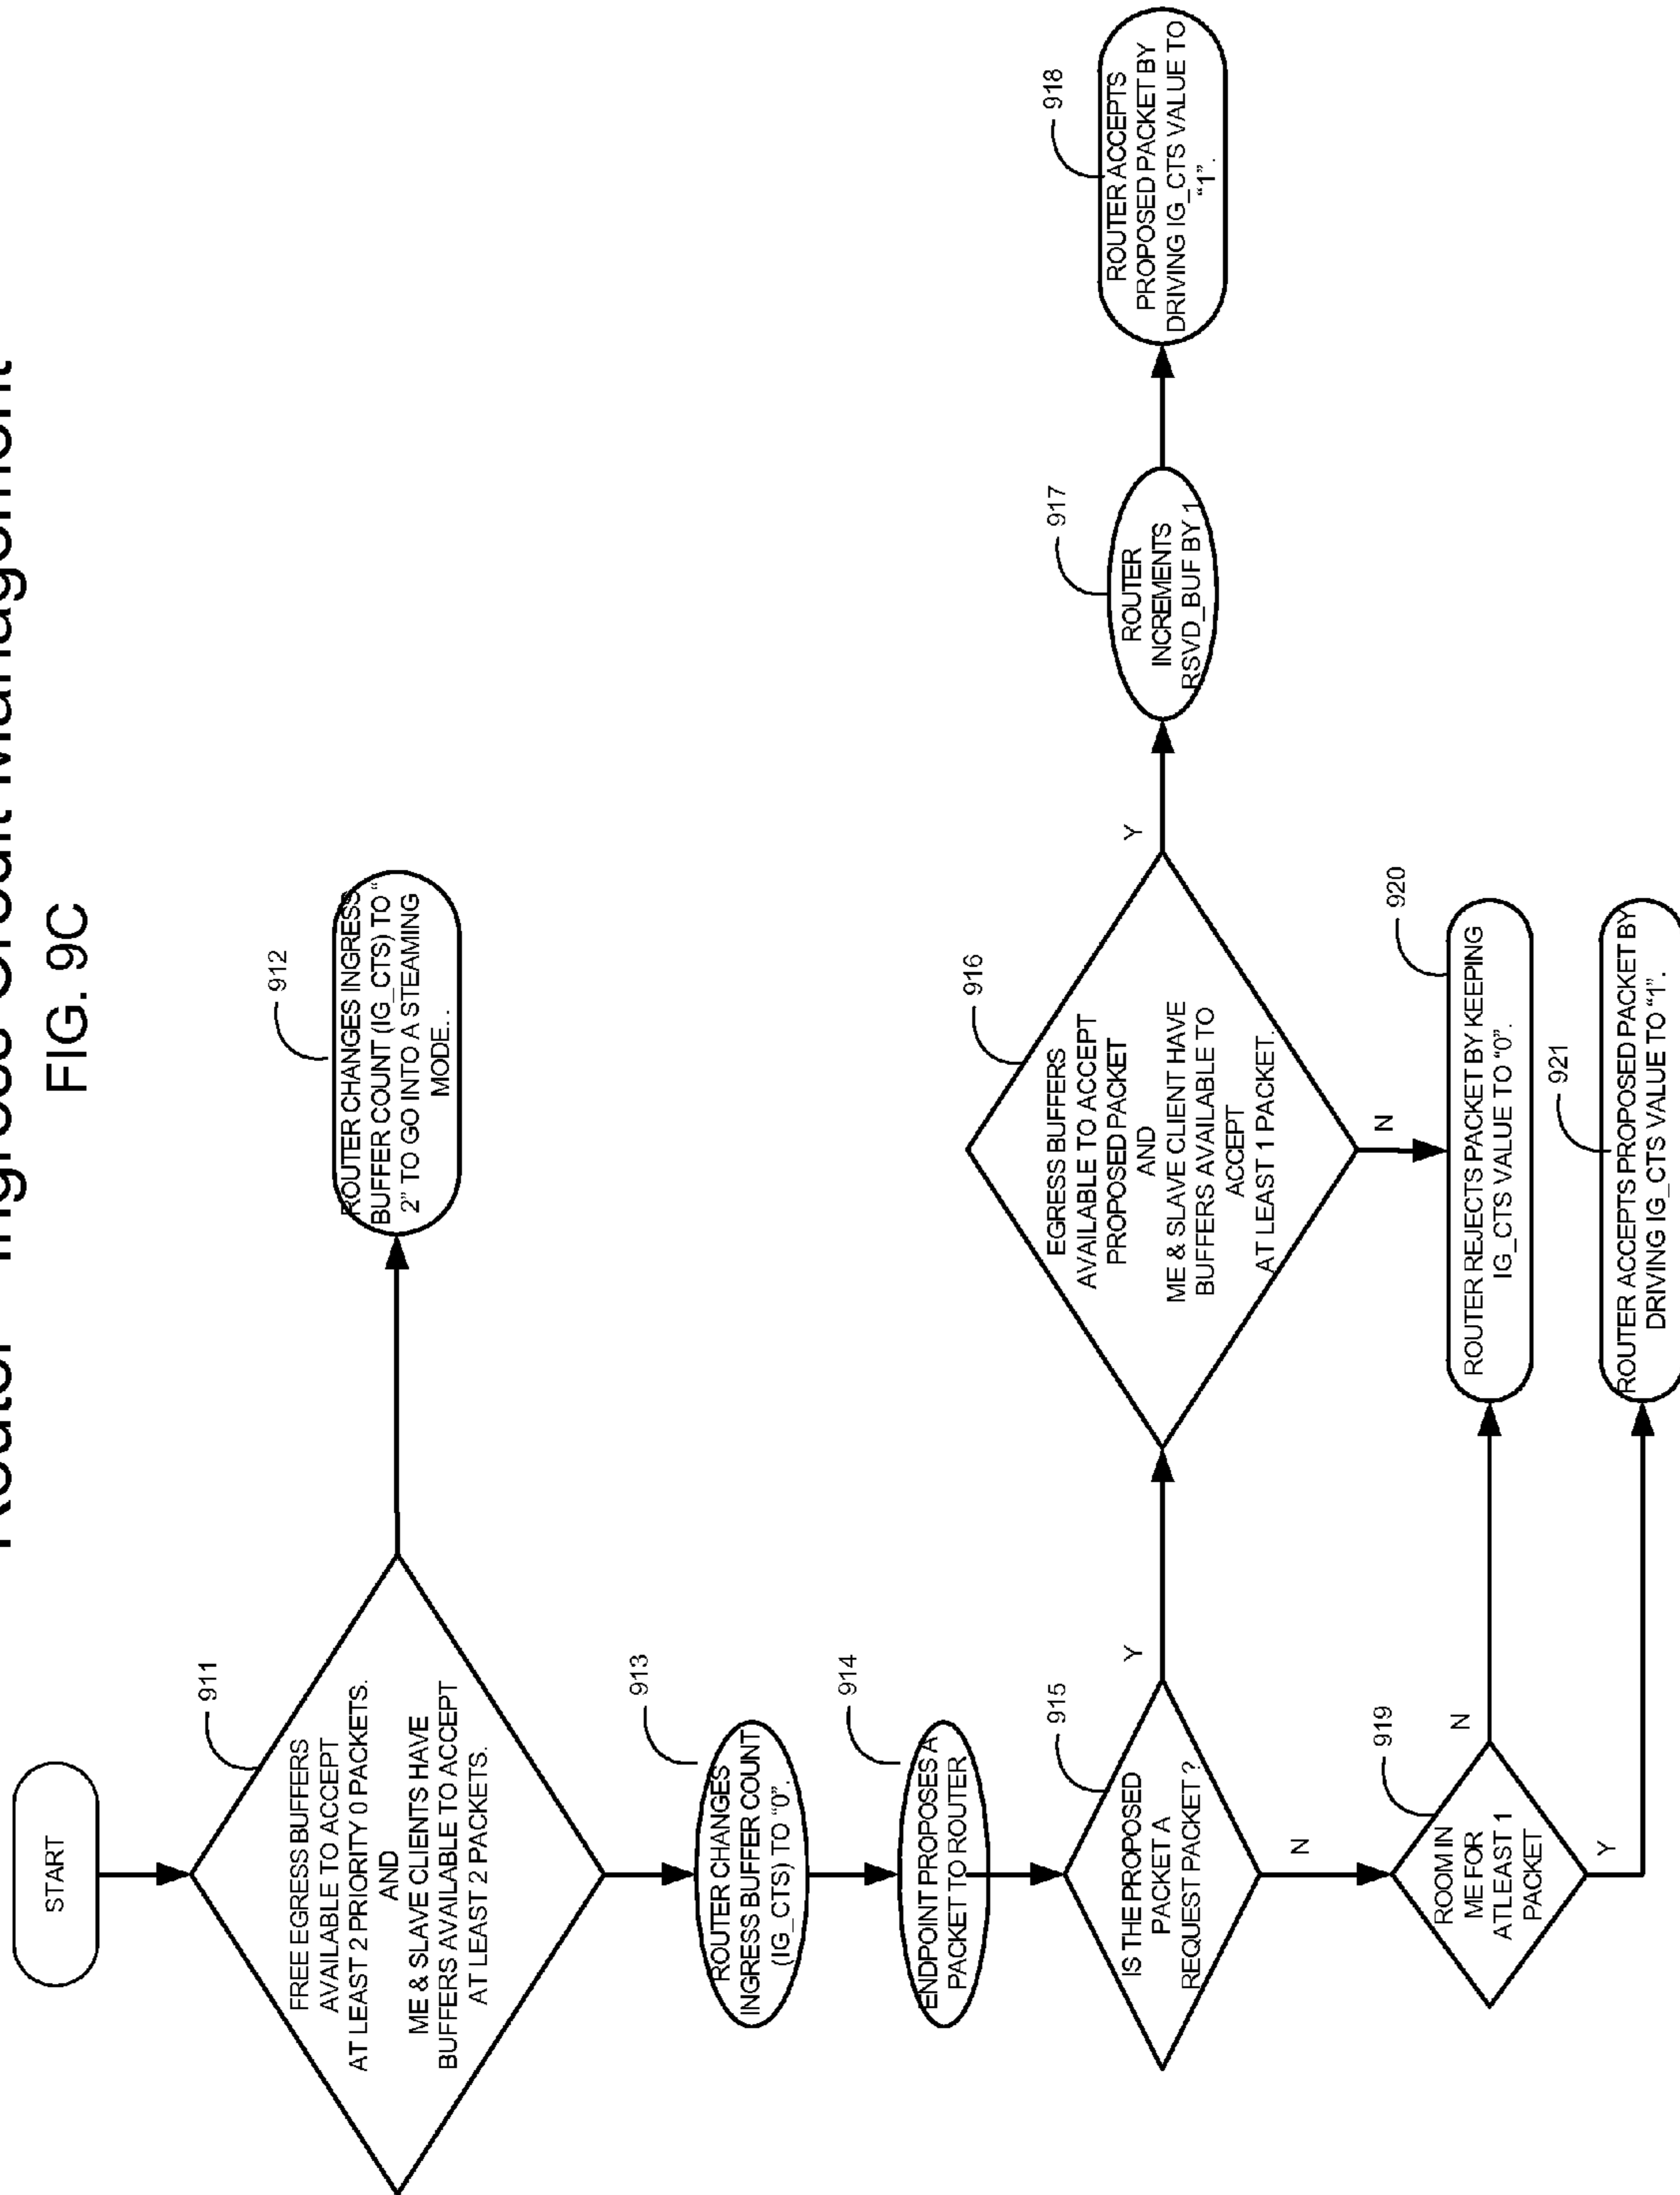 FIG. 9C
START
911
FREE EGRESS BUFFERS
AVAILABLE TO ACCEPT
AT LEAST 2 PRIORITY 0 PACKETS.
AND
ME & SLAVE CLIENTS HAVE
BUFFERS AVAILABLE TO ACCEPT
AT LEAST 2 PACKETS.
912
ROUTER CHANGES INGRESS
BUFFER COUNT (IG_CTS) TO “
2” TO GO INTO A STEAMING
MODE. .
913
ROUTER CHANGES
INGRESS BUFFER COUNT
(IG_CTS) TO “0”.
914
ENDPOINT PROPOSES A
PACKET TO ROUTER
915
IS THE PROPOSED
PACKET A
REQUEST PACKET ?
Y
N
916
EGRESS BUFFERS
AVAILABLE TO ACCEPT
PROPOSED PACKET
AND
ME & SLAVE CLIENT HAVE
BUFFERS AVAILABLE TO
ACCEPT
AT LEAST 1 PACKET.
Y
N
917
ROUTER
INCREMENTS
RSVD_BUF BY 1
918
ROUTER ACCEPTS
PROPOSED PACKET BY
DRIVING IG_CTS VALUE TO
“1”.
919
ROOM IN
ME FOR
ATLEAST 1
PACKET
N
Y
920
ROUTER REJECTS PACKET BY KEEPING
IG_CTS VALUE TO “0”.
921
ROUTER ACCEPTS PROPOSED PACKET BY
DRIVING IG_CTS VALUE TO “1”.